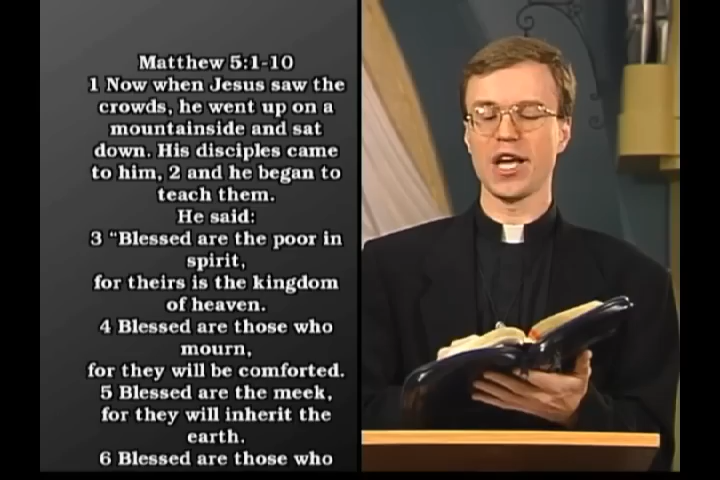 Matthew 5:1-10
1 Now when Jesus saw the
crowds, he went up on a
mountainside and sat
down. His disciples came
to him, 2 and he began to
teach them.
He said:
3 “Blessed are the poor in
spirit,
for theirs is the kingdom
of heaven.
4 Blessed are those who
mourn,
for they will be comforted.
5 Blessed are the meek,
for they will inherit the
earth.
6 Blessed are those who